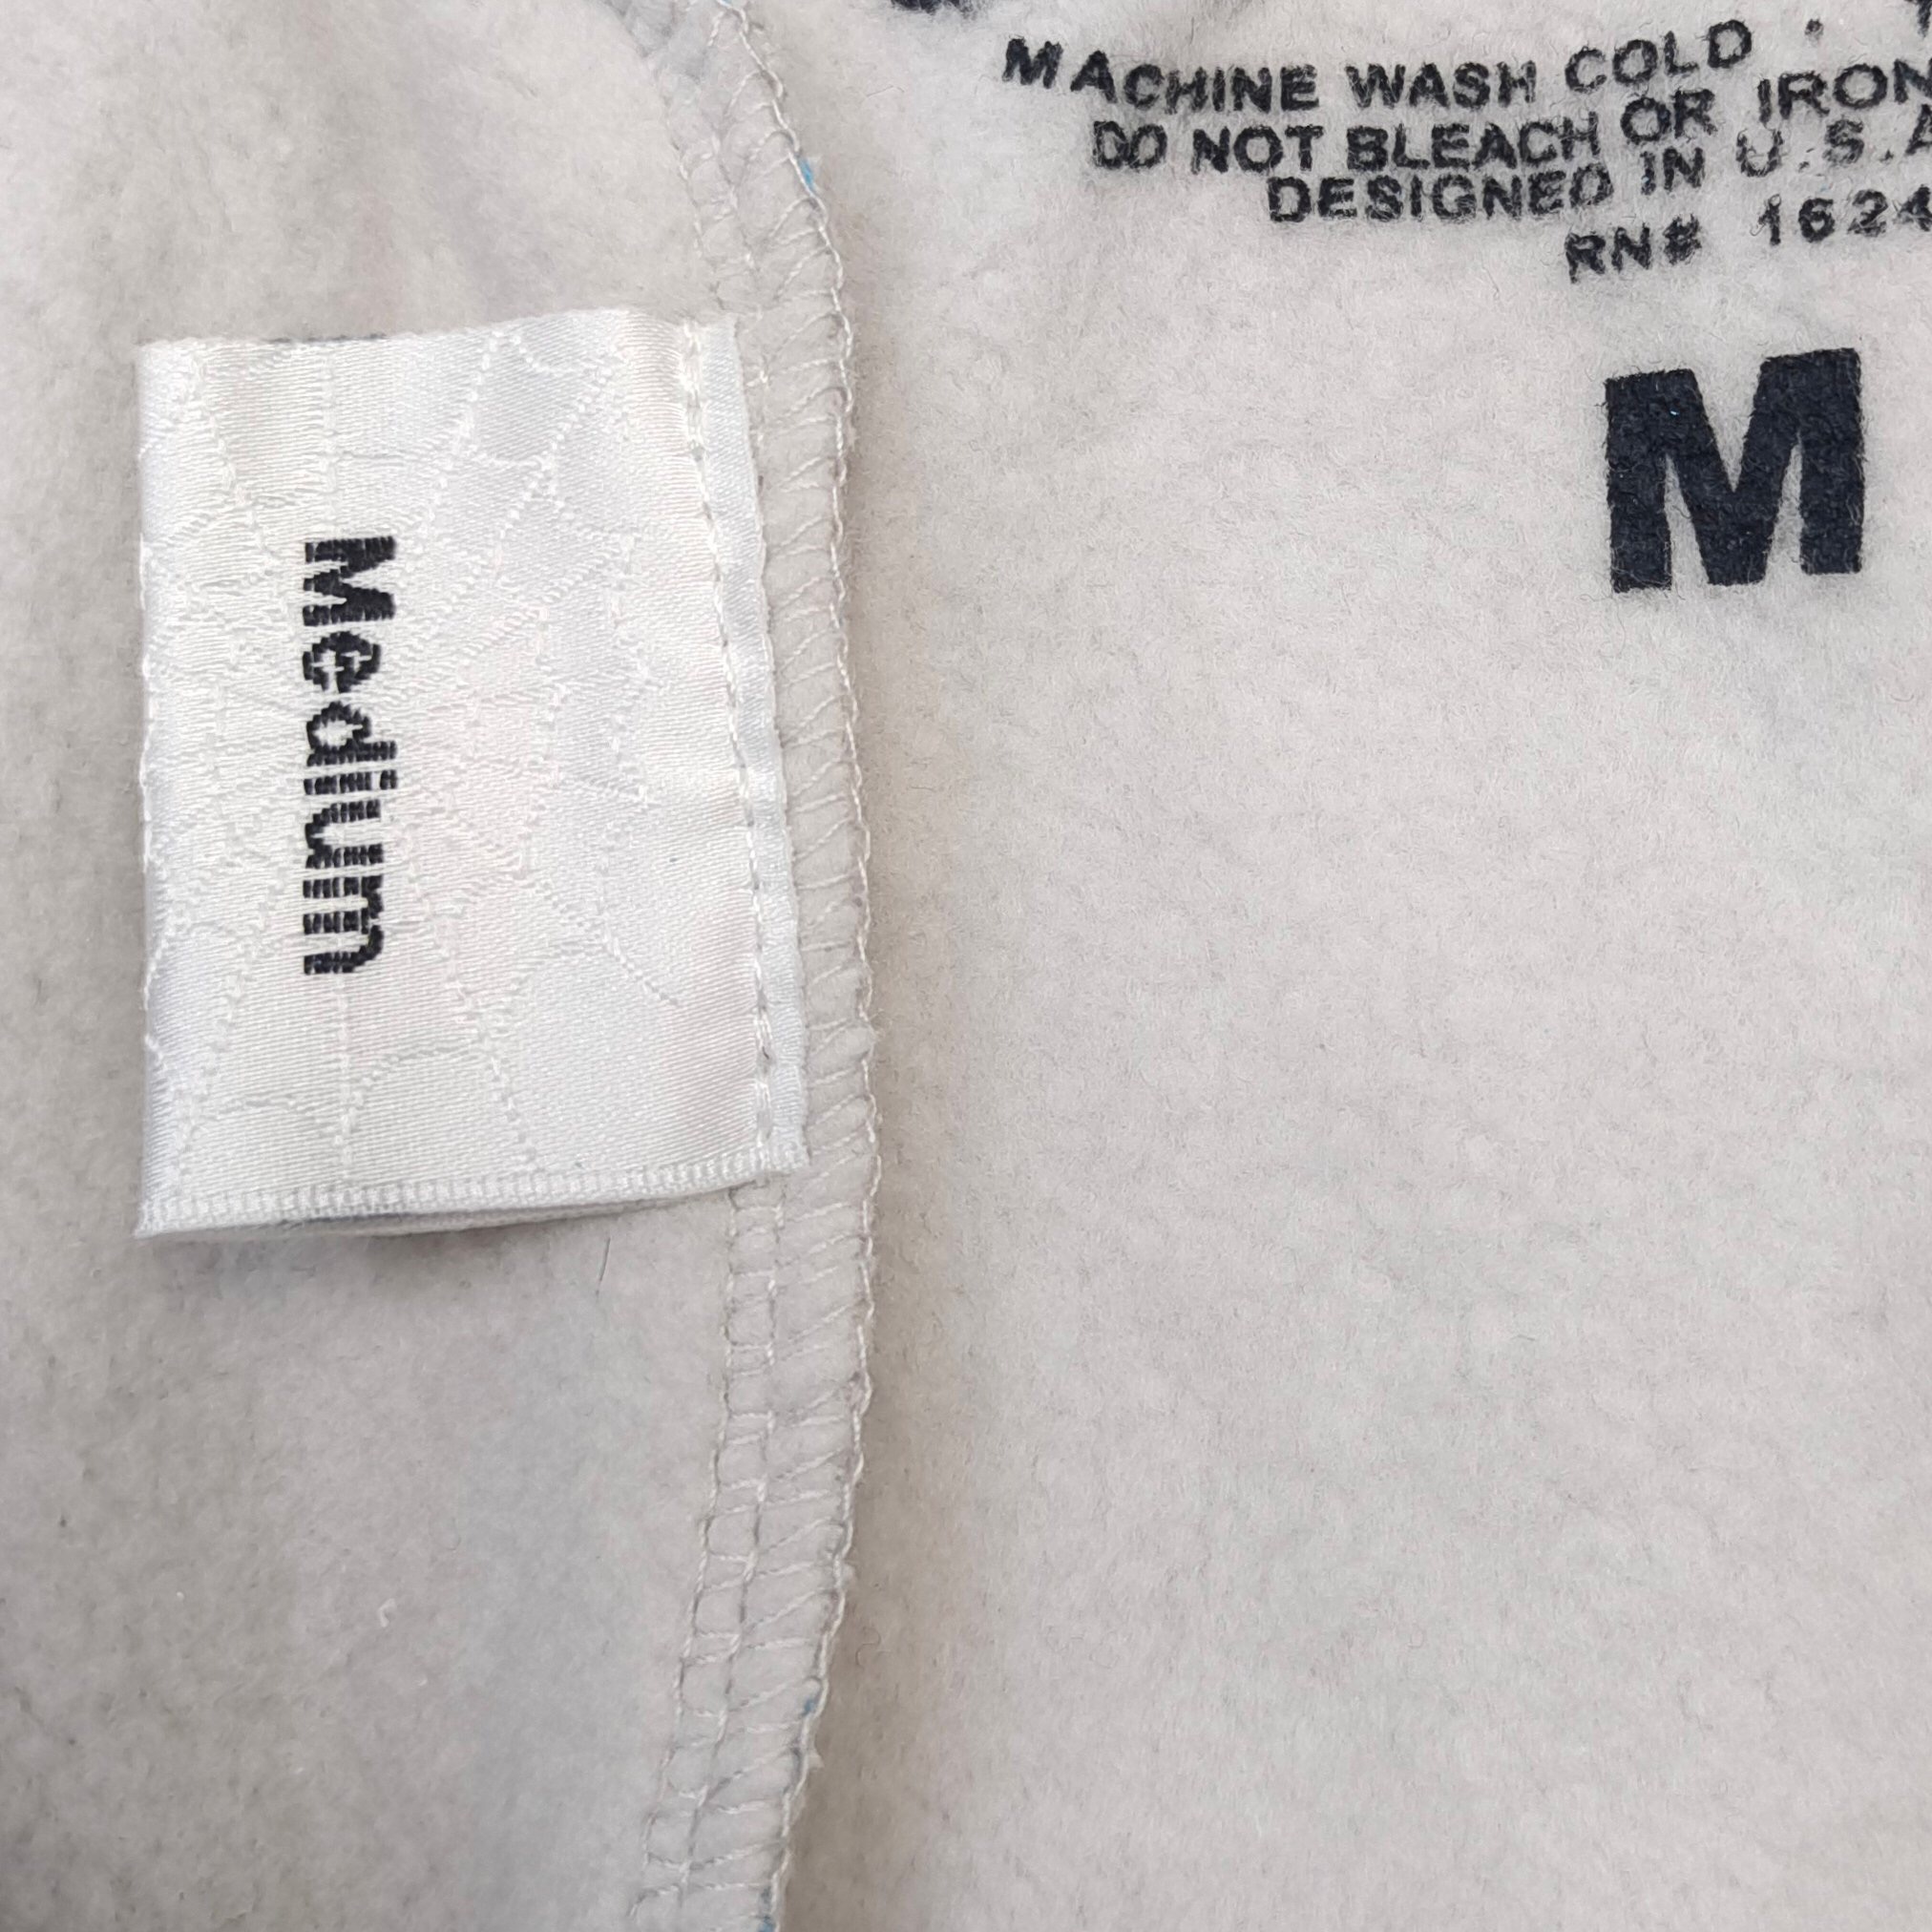 MACHINE WASH COLD •
DO NOT BLEACH OR IRON
DESIGNED IN U.S.A
RN# 1624
M
Medium